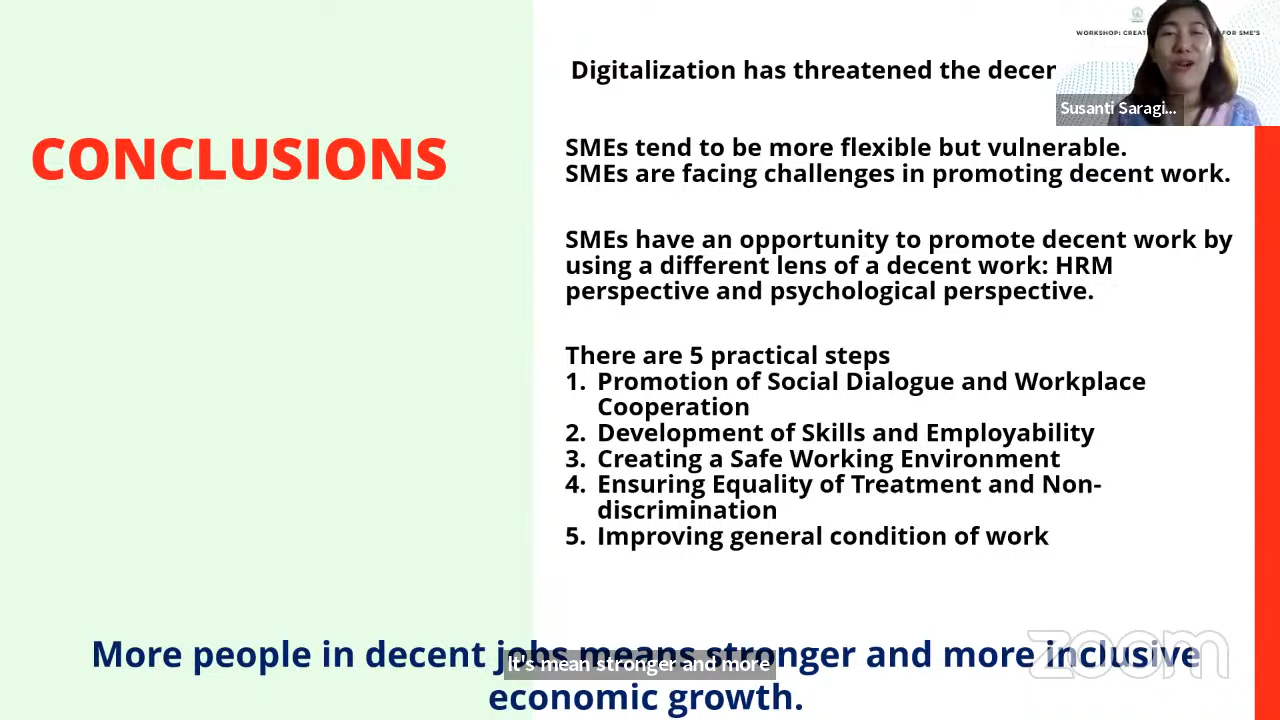 WORKSHOP: CREAT
FOR SME'S
Susanti Saragi...
CONCLUSIONS
Digitalization has threatened the
SMEs tend to be more flexible but vulnerable.
SMEs are facing challenges in promoting decent work.
SMEs have an opportunity to promote decent work by
using a different lens of a decent work: HRM
perspective and psychological perspective.
There are 5 practical steps
1. Promotion of Social Dialogue and Workplace
Cooperation
2. Development of Skills and Employability
3. Creating a Safe Working Environment
4. Ensuring Equality of Treatment and Non-
discrimination
5. Improving general condition of work
More people in decent jobs means stronger and more inclusive
economic growth.
It's mean stronger and more
zoom